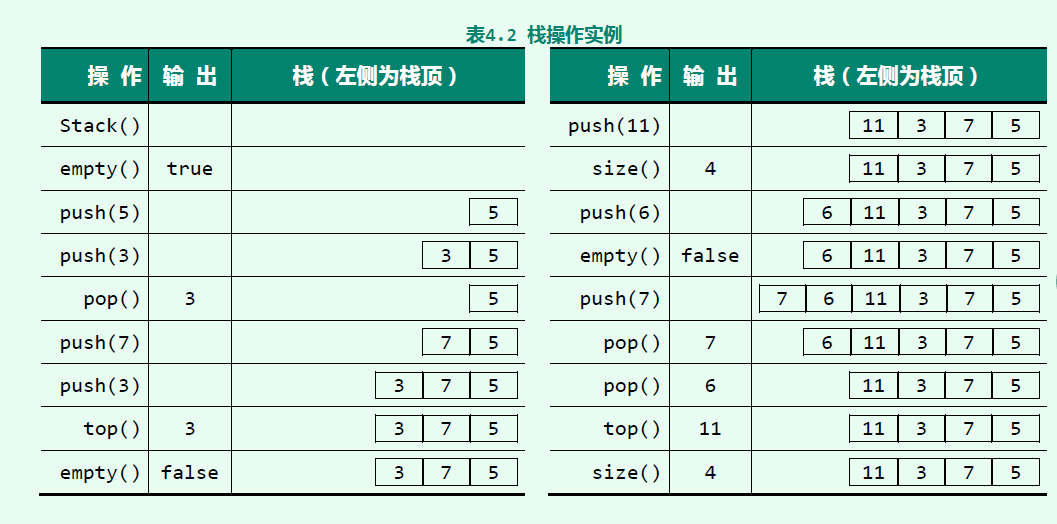 表4.2 栈操作实例
操 作 输 出 栈（左侧为栈顶）
Stack()
empty() true
push(5) 5
push(3) 3 5
pop() 3 5
push(7) 7 5
push(3) 3 7 5
top() 3 3 7 5
empty() false 3 7 5
操 作 输 出 栈（左侧为栈顶）
push(11) 11 3 7 5
size() 4 11 3 7 5
push(6) 6 11 3 7 5
empty() false 6 11 3 7 5
push(7) 7 6 11 3 7 5
pop() 7 6 11 3 7 5
pop() 6 11 3 7 5
top() 11 11 3 7 5
size() 4 11 3 7 5